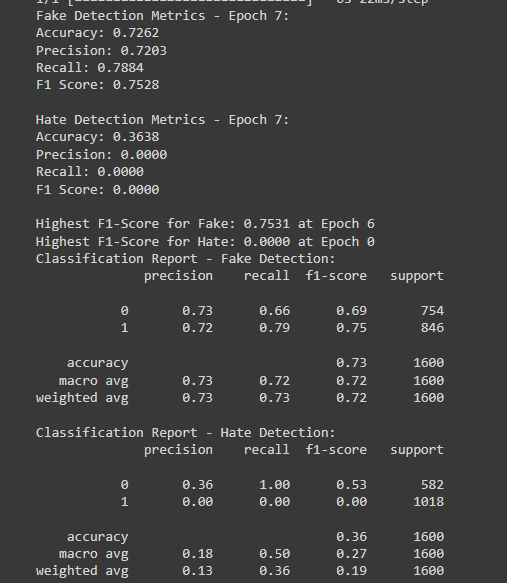 1/1 [==============================] - 0s 22ms/step
Fake Detection Metrics - Epoch 7:
Accuracy: 0.7262
Precision: 0.7203
Recall: 0.7884
F1 Score: 0.7528
Hate Detection Metrics - Epoch 7:
Accuracy: 0.3638
Precision: 0.0000
Recall: 0.0000
F1 Score: 0.0000
Highest F1-Score for Fake: 0.7531 at Epoch 6
Highest F1-Score for Hate: 0.0000 at Epoch 0
Classification Report - Fake Detection:
precision recall f1-score support
0 0.73 0.66 0.69 754
1 0.72 0.79 0.75 846
accuracy 0.73 1600
macro avg 0.73 0.72 0.72 1600
weighted avg 0.73 0.73 0.72 1600
Classification Report - Hate Detection:
precision recall f1-score support
0 0.36 1.00 0.53 582
1 0.00 0.00 0.00 1018
accuracy 0.36 1600
macro avg 0.18 0.50 0.27 1600
weighted avg 0.13 0.36 0.19 1600